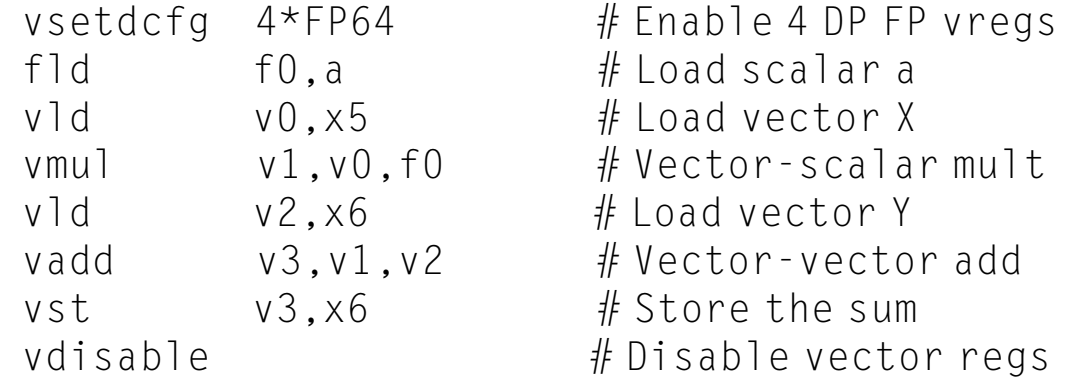 vsetdcfg 4*FP64 # Enable 4 DP FP vregs
fld f0,a # Load scalar a
vld v0,x5 # Load vector X
vmul v1,v0,f0 # Vector-scalar mult
vld v2,x6 # Load vector Y
vadd v3,v1,v2 # Vector-vector add
vst v3,x6 # Store the sum
vdisable # Disable vector regs